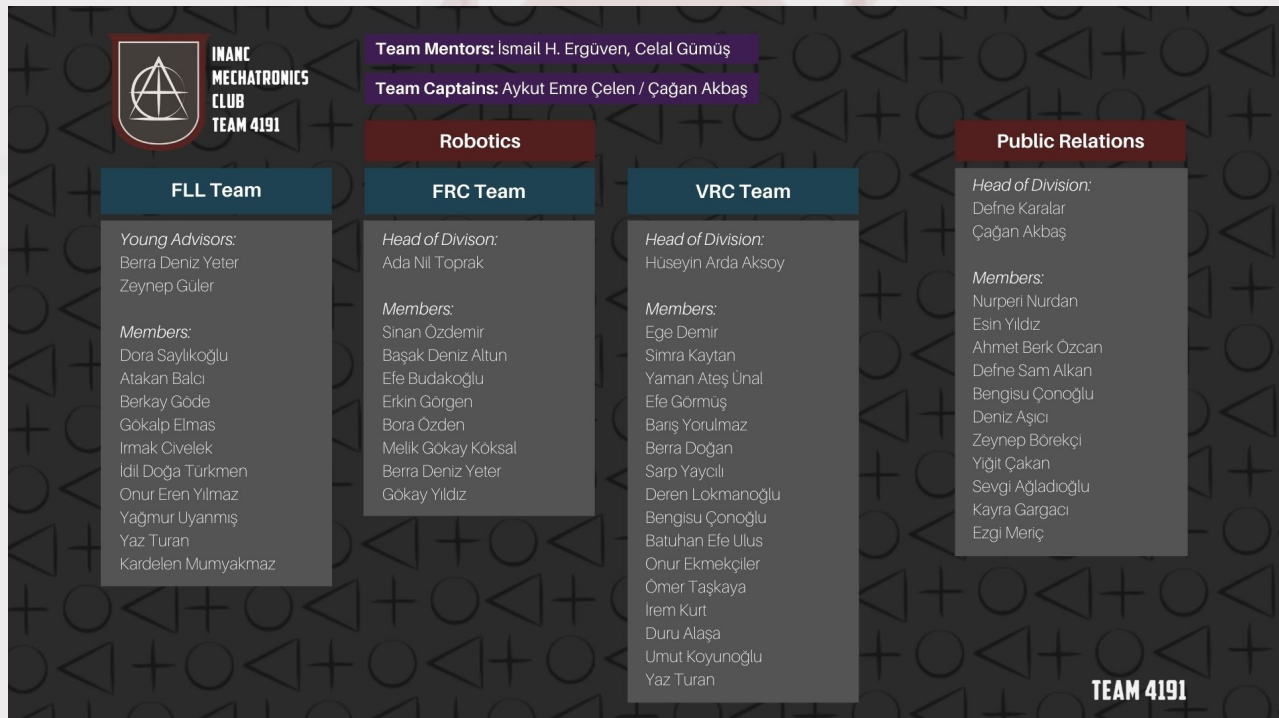 INANC
MECHATRONICS
CLUB
TEAM 4191
Team Mentors: İsmail H. Ergüven, Celal Gümüş
Team Captains: Aykut Emre Çelen / Çağan Akbaş
Robotics
FLL Team
Young Advisors:
Berra Deniz Yeter
Zeynep Güler
Members:
Dora Saylıkoğlu
Atakan Balcı
Berkay Göde
Gökalp Elmas
Irmak Civelek
İdil Doğa Türkmen
Onur Eren Yılmaz
Yağmur Uyanmış
Yaz Turan
Kardelen Mumyakmaz
FRC Team
Head of Divison:
Ada Nil Toprak
Members:
Sinan Özdemir
Başak Deniz Altun
Efe Budakoğlu
Erkin Görgen
Bora Özden
Melik Gökay Köksal
Berra Deniz Yeter
Gökay Yıldız
VRC Team
Head of Division:
Hüseyin Arda Aksoy
Members:
Ege Demir
Simra Kaytan
Yaman Ateş Ünal
Efe Görmüş
Barış Yorulmaz
Berra Doğan
Sarp Yaycılı
Deren Lokmanoğlu
Bengisu Çonoğlu
Batuhan Efe Ulus
Onur Ekmekçiler
Ömer Taşkaya
İrem Kurt
Duru Alaşa
Umut Koyunoğlu
Yaz Turan
Public Relations
Head of Division:
Defne Karalar
Çağan Akbaş
Members:
Nurperi Nurdan
Esin Yıldız
Ahmet Berk Özcan
Defne Sam Alkan
Bengisu Çonoğlu
Deniz Aşıcı
Zeynep Börekçi
Yiğit Çakan
Sevgi Ağladıoğlu
Kayra Gargacı
Ezgi Meriç
TEAM 4191